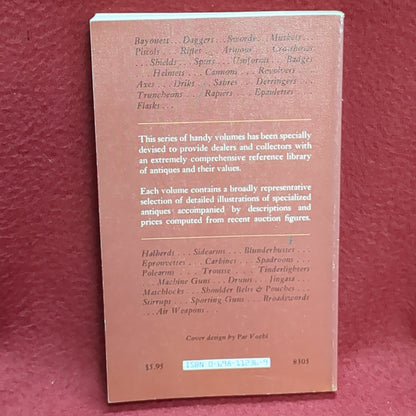 Bayonets... Daggers... Swords... Muskets...
Pistols... Rifles... Armour... Crossbows
... Shields... Spurs... Uniforms... Badges
... Helmets... Cannons... Revolvers...
Axes... Dirks... Sabres... Derringers...
Truncheons... Rapiers... Epaulettes...
Flasks...
This series of handy volumes has been specially
devised to provide dealers and collectors with
an extremely comprehensive reference library
of antiques and their values.
Each volume contains a broadly representative
selection of detailed illustrations of specialized
antiques accompanied by descriptions and
prices computed from recent auction figures.
Halberds... Sidearms... Blunderbusses...
Eprouvettes... Carbines... Spadroons...
Polearms... Trousse... Tinderlighters
... Machine Guns... Drums... Jingasa...
Matchlocks... Shoulder Belts & Pouches...
Stirrups... Sporting Guns... Broadswords
... Air Weapons...
Cover design by Pat
$5.95 ISBN 8305